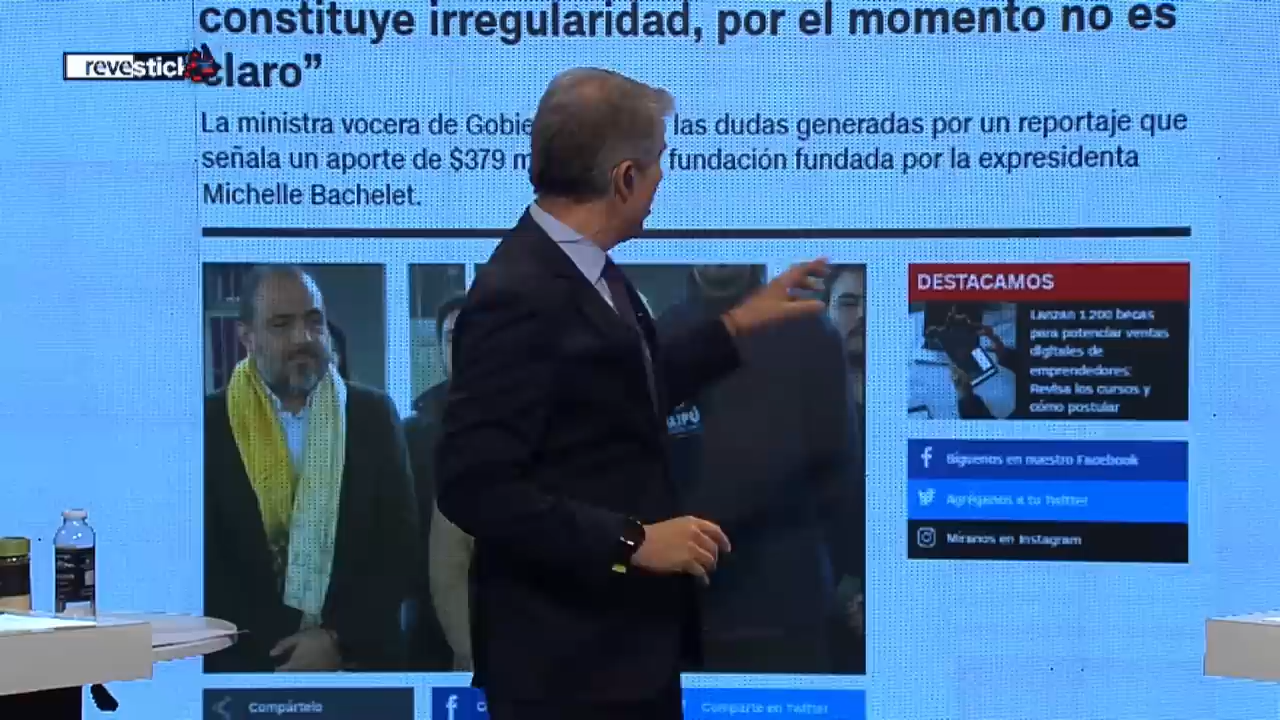 constituye irregularidad, por el momento no es
revestick
claro”
La ministra vocera de Gobie las dudas generadas por un reportaje que
señala un aporte de $379 m fundación fundada por la expresidenta
Michelle Bachelet.
DESTACAMOS
Lanzan 1.200 becas
para potenciar ventas
digitales de
emprendedores:
Revisa los cursos y
cómo postular
AIPÚ
Síguenos en nuestro Facebook
Agréganos a tu Twitter
Míranos en Instagram
Compártelo
Comparte en Twitter